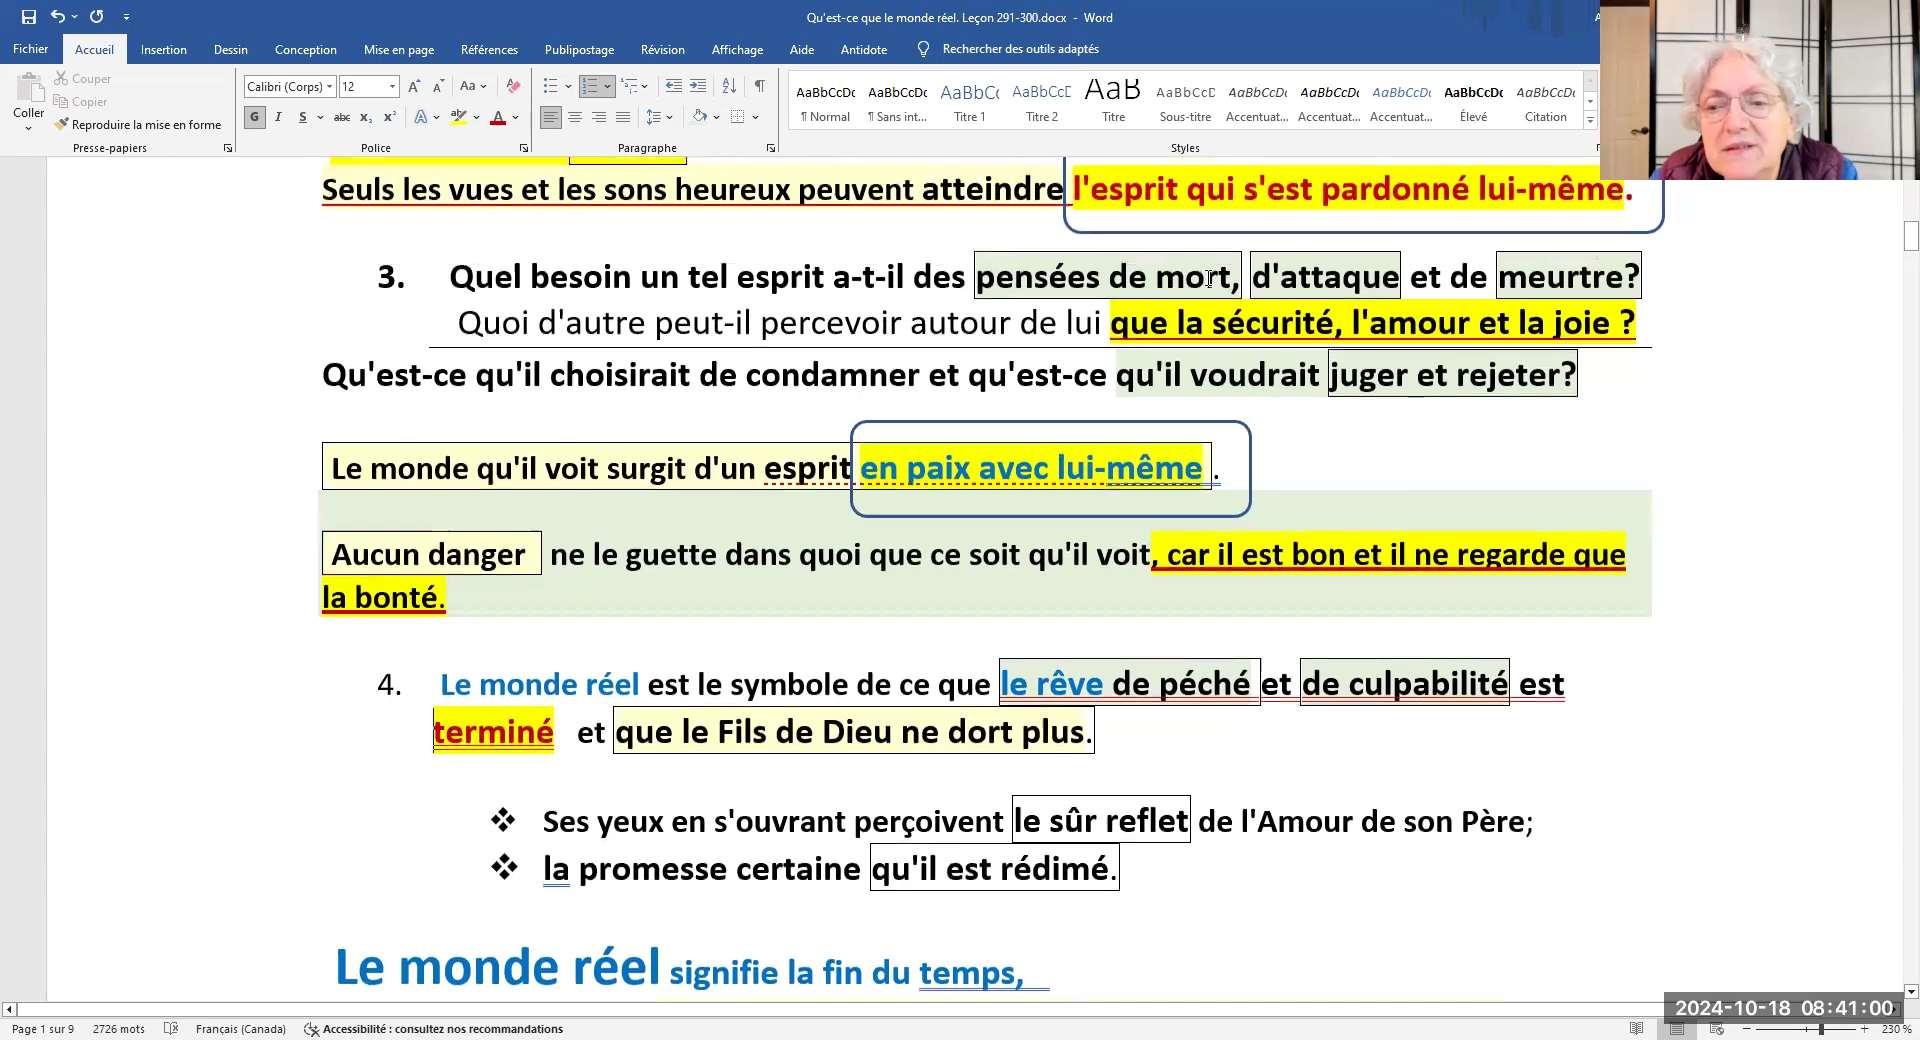 Qu'est-ce que le monde réel. Leçon 291-300.docx - Word
Fichier Accueil Insertion Dessin Conception Mise en page Références Publipostage Révision Affichage Aide Antidote Rechercher des outils adaptés
Couper
Copier
Coller
Reproduire la mise en forme
Presse-papiers
Calibri (Corps) 12
Police
Paragraphe
AaBbCcDc AaBbCcDc AaBbCc AaBbCcD AaB AaBbCcD AaBbCcDc AaBbCcDc AaBbCcDc AaBbCcDc AaBbCcDc
¶ Normal ¶ Sans int... Titre 1 Titre 2 Titre Sous-titre Accentuat... Accentuat... Accentuat... Élevé Citation
Styles
Seuls les vues et les sons heureux peuvent atteindre l'esprit qui s'est pardonné lui-même.
3. Quel besoin un tel esprit a-t-il des pensées de mort, d'attaque et de meurtre?
Quoi d'autre peut-il percevoir autour de lui que la sécurité, l'amour et la joie ?
Qu'est-ce qu'il choisirait de condamner et qu'est-ce qu'il voudrait juger et rejeter?
Le monde qu'il voit surgit d'un esprit en paix avec lui-même .
Aucun danger ne le guette dans quoi que ce soit qu'il voit, car il est bon et il ne regarde que
la bonté.
4. Le monde réel est le symbole de ce que le rêve de péché et de culpabilité est
terminé et que le Fils de Dieu ne dort plus.
❖ Ses yeux en s'ouvrant perçoivent le sûr reflet de l'Amour de son Père;
❖ la promesse certaine qu'il est rédimé.
Le monde réel signifie la fin du temps,
2024-10-18 08:41:00
Page 1 sur 9 2726 mots Français (Canada) Accessibilité : consultez nos recommandations 230 %